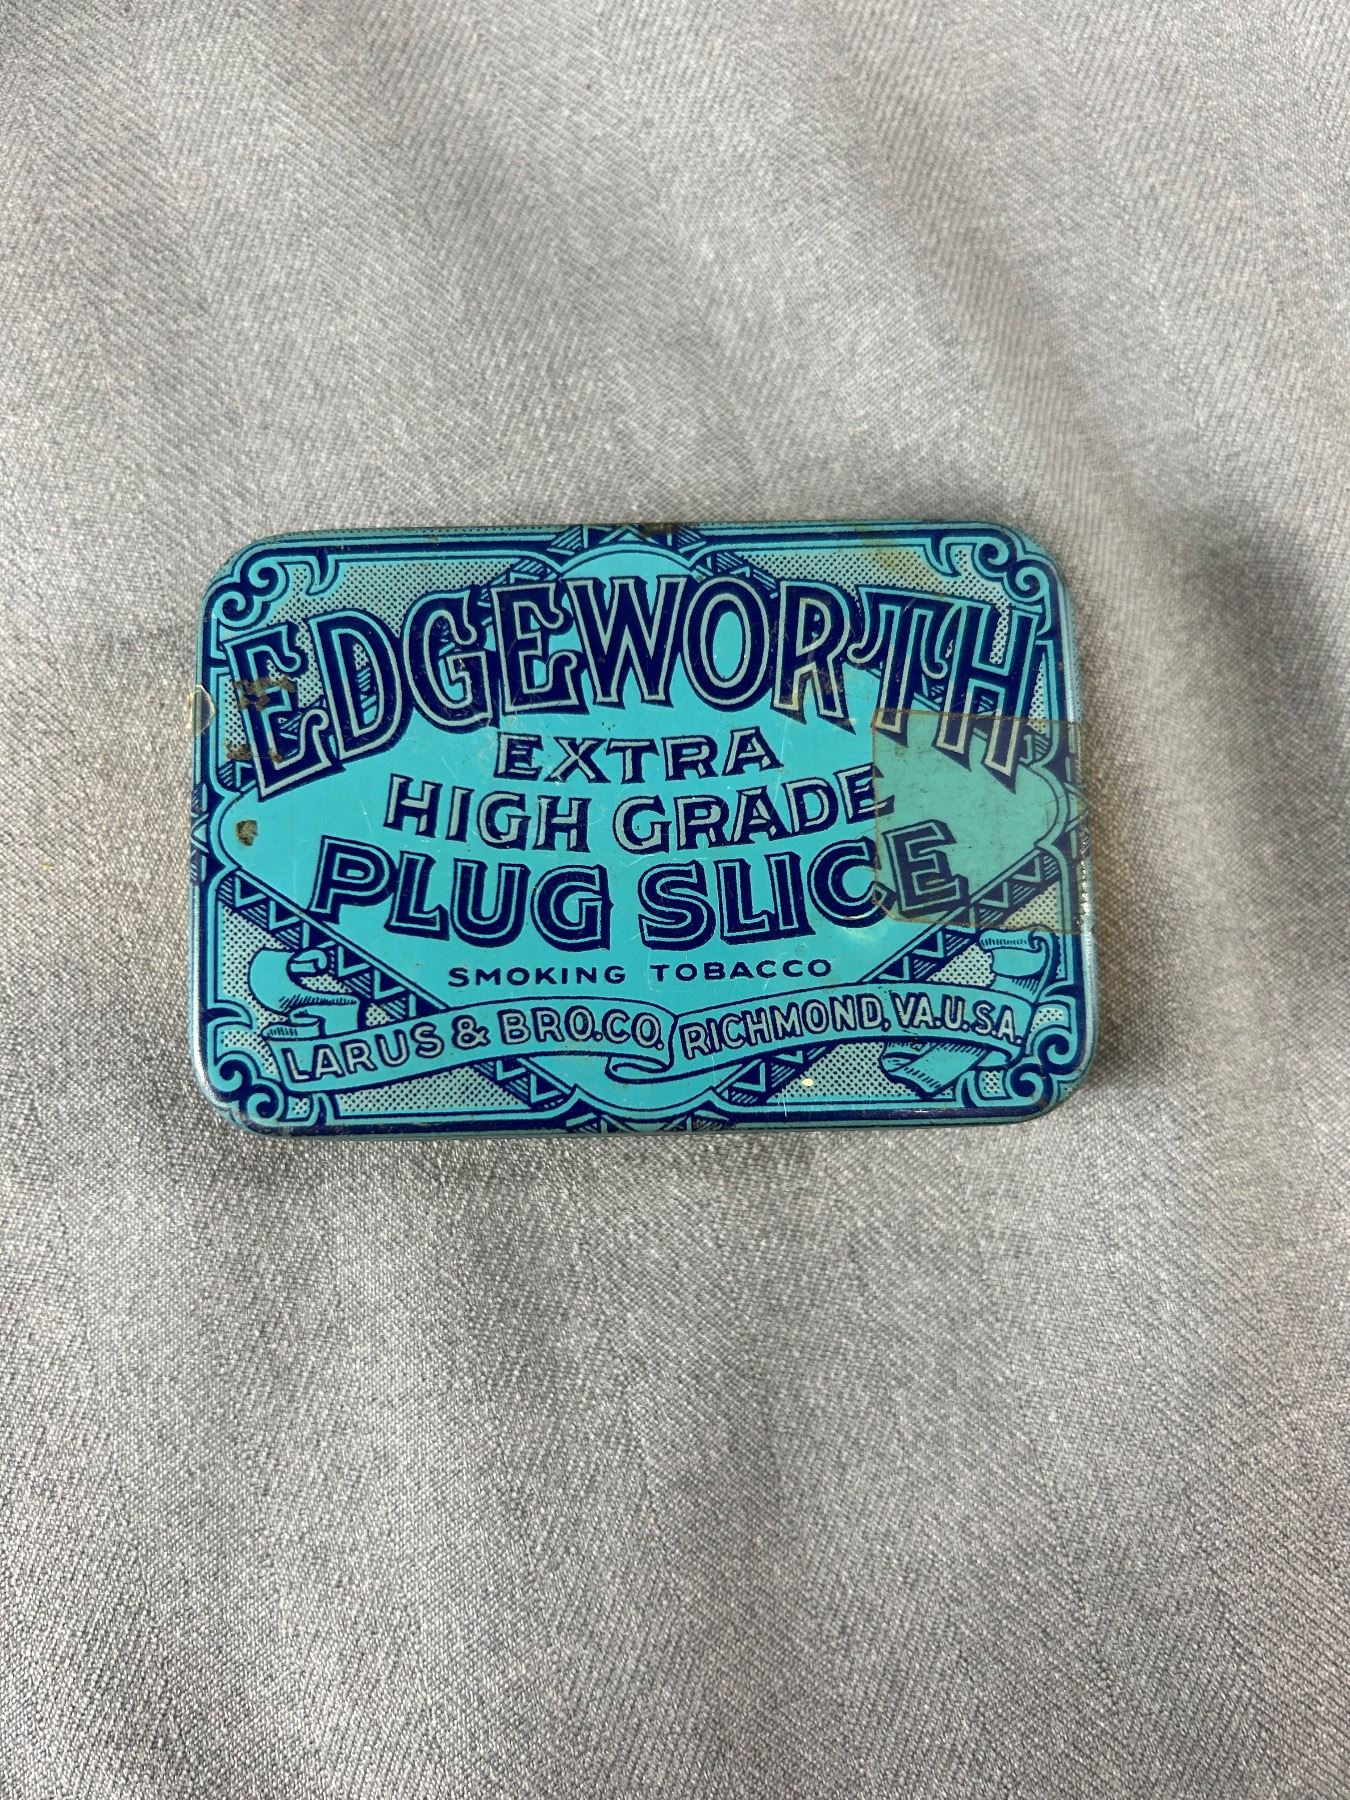 EDGEWORTH
EXTRA
HIGH GRADE
PLUG SLICE
SMOKING TOBACCO
LARUS & BRO.CO. RICHMOND, VA.U.S.A.